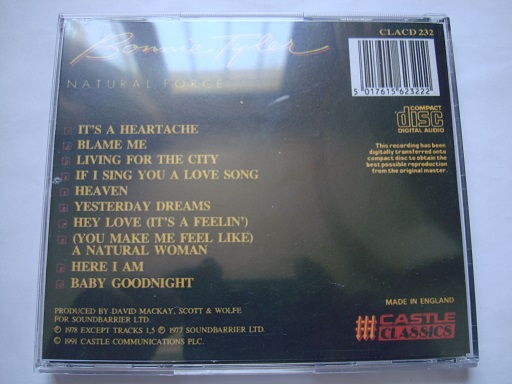 Bonnie Tyler
CLACD 232
NATURAL FORCE
5 017615 623222
COMPACT
disc
DIGITAL AUDIO
This recording has been
digitally transferred onto
compact disc to obtain the
best possible reproduction
from the original master.
IT'S A HEARTACHE
BLAME ME
LIVING FOR THE CITY
IF I SING YOU A LOVE SONG
HEAVEN
YESTERDAY DREAMS
HEY LOVE (IT'S A FEELIN')
(YOU MAKE ME FEEL LIKE)
A NATURAL WOMAN
HERE I AM
BABY GOODNIGHT
PRODUCED BY DAVID MACKAY, SCOTT & WOLFE
FOR SOUNDBARRIER LTD.
℗ 1978 EXCEPT TRACKS 1,5 ℗ 1977 SOUNDBARRIER LTD.
© 1991 CASTLE COMMUNICATIONS PLC.
MADE IN ENGLAND
CASTLE
CLASSICS